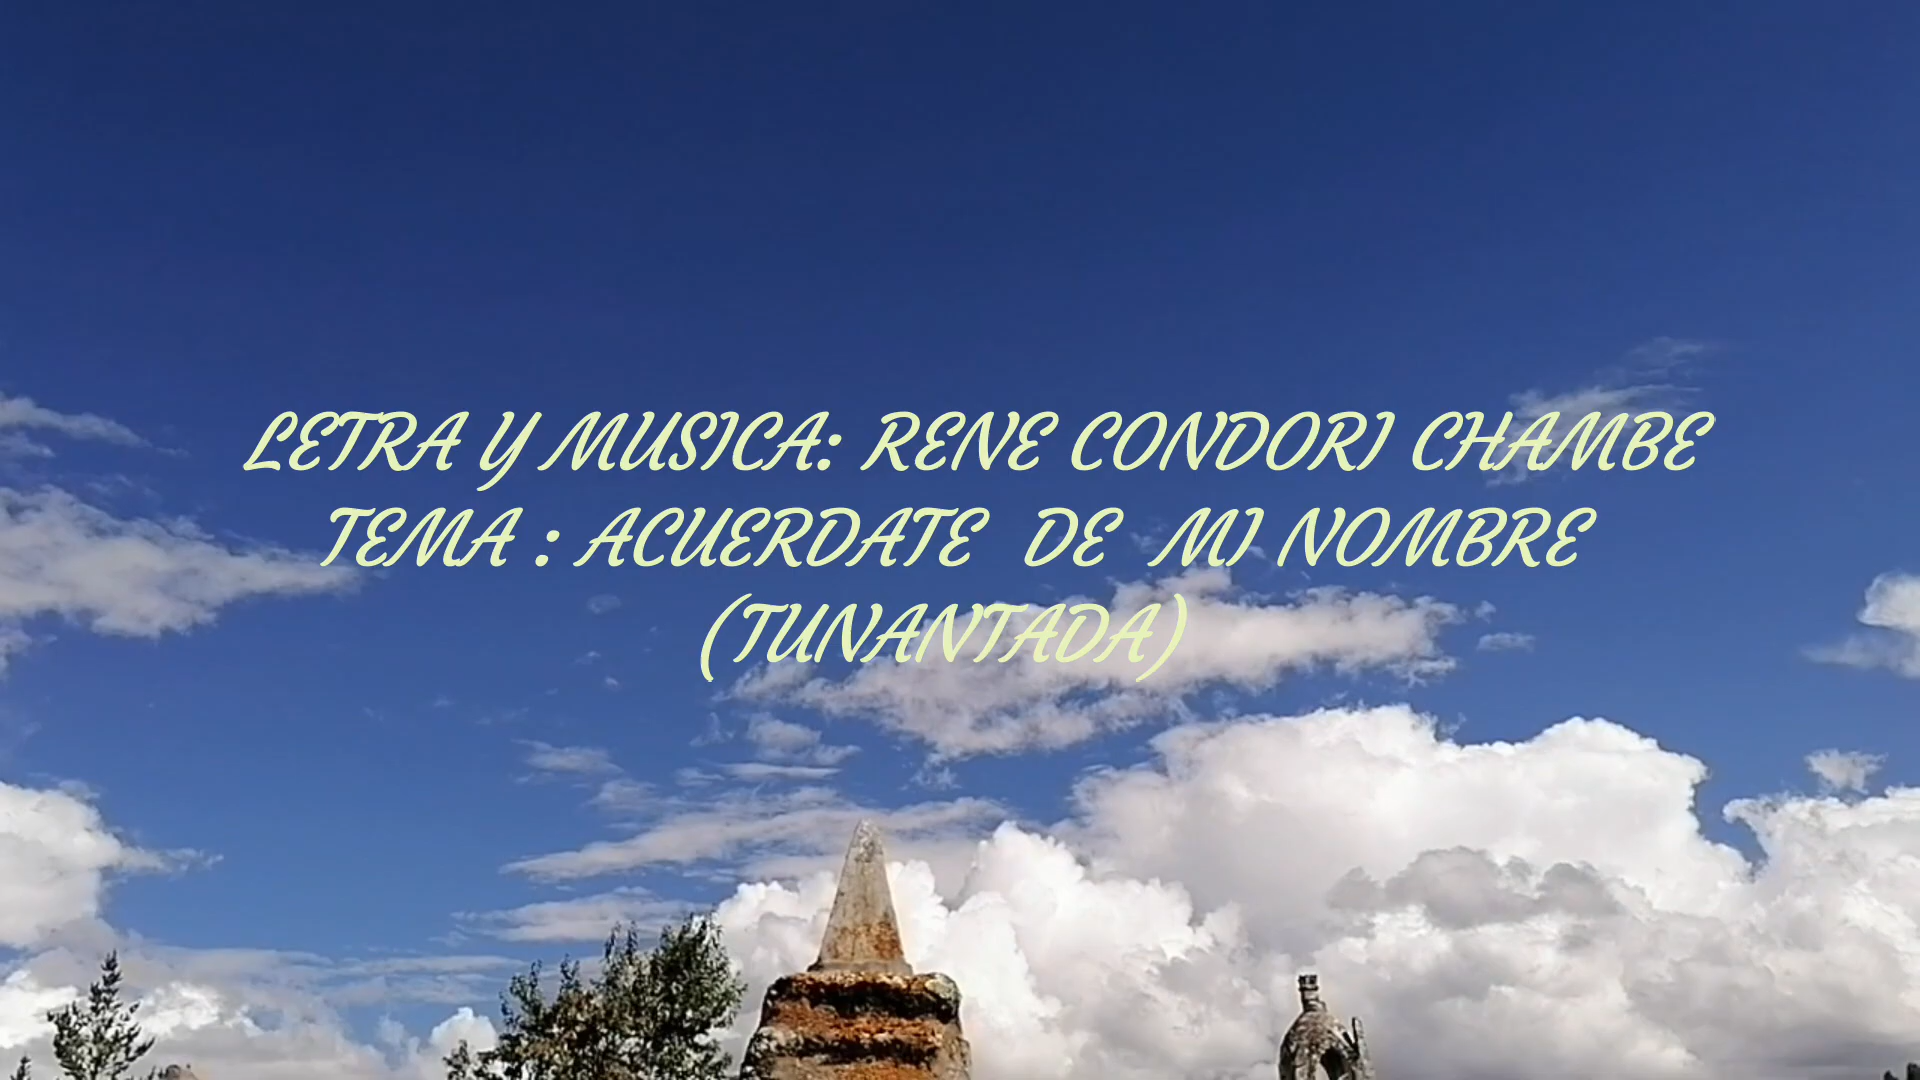 LETRA Y MUSICA: RENE CONDORI CHAMBE
TEMA : ACUERDATE DE MI NOMBRE
(TUNANTADA)